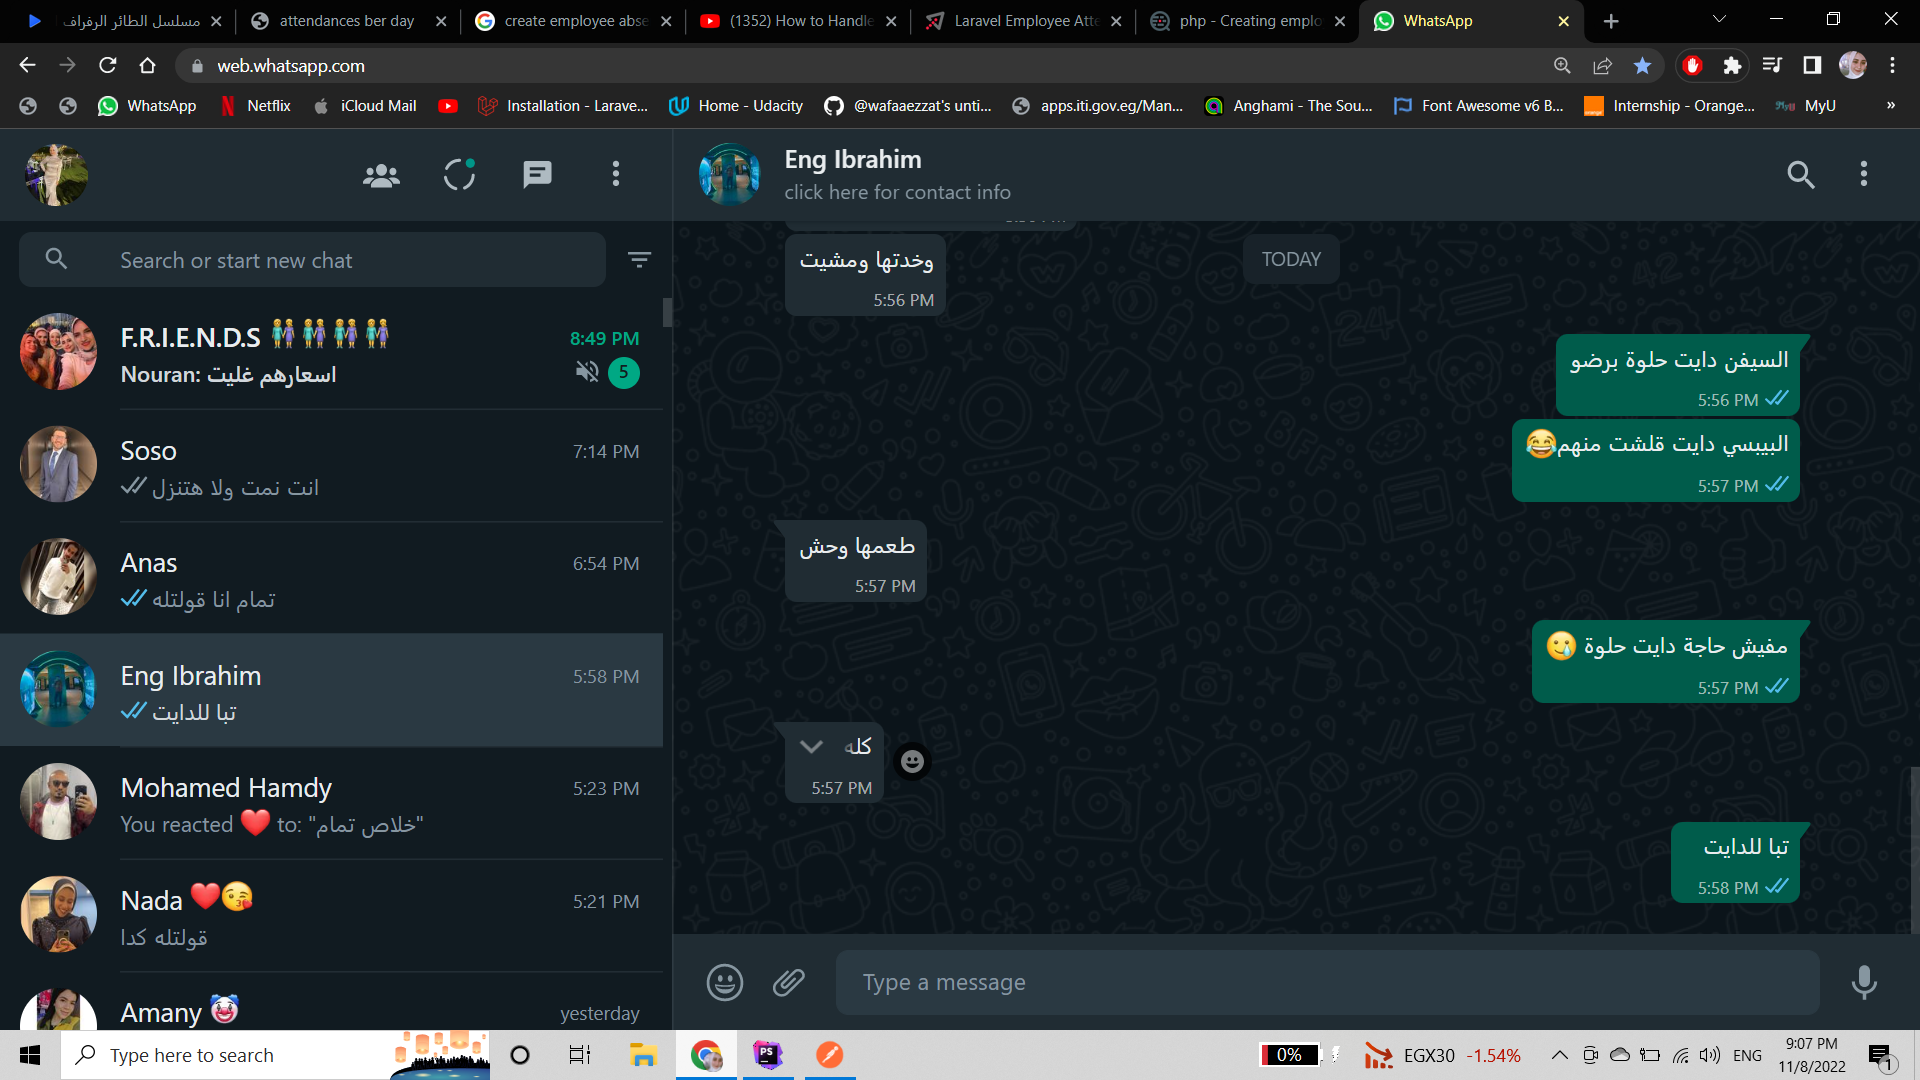 مسلسل الطائر الرفراف
attendances ber day
create employee abse
(1352) How to Handle
Laravel Employee Atte
php - Creating emplo
WhatsApp
web.whatsapp.com
WhatsApp
Netflix
iCloud Mail
Installation - Larave...
Home - Udacity
@wafaaezzat's unti...
apps.iti.gov.eg/Man...
Anghami - The Sou...
Font Awesome v6 B...
Internship - Orange...
MyU
»
Search or start new chat
F.R.I.E.N.D.S 👭 👭 👭 👭
8:49 PM
Nouran: اسعارهم غليت
5
Soso
7:14 PM
انت نمت ولا هتنزل
Anas
6:54 PM
تمام انا قولتله
Eng Ibrahim
5:58 PM
تبا للدايت
Mohamed Hamdy
5:23 PM
You reacted ❤️ to: "خلاص تمام"
Nada ❤️😘
5:21 PM
قولتله كدا
Amany 🤡
yesterday
Eng Ibrahim
click here for contact info
وخدتها ومشيت
5:56 PM
TODAY
السيفن دايت حلوة برضو
5:56 PM
البيبسي دايت قلشت منهم😂
5:57 PM
طعمها وحش
5:57 PM
مفيش حاجة دايت حلوة 🥲
5:57 PM
كله
5:57 PM
تبا للدايت
5:58 PM
Type a message
Type here to search
PS
0%
EGX30 -1.54%
ENG
9:07 PM
11/8/2022
1